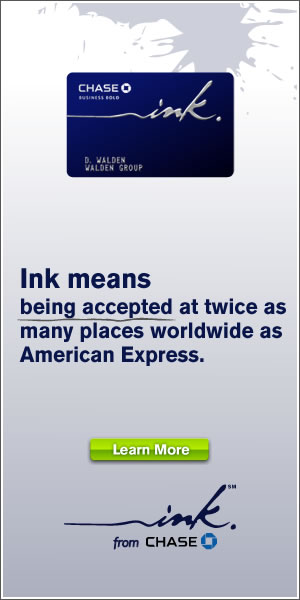 CHASE
BUSINESS GOLD
ink.
D. WALDEN
WALDEN GROUP
Ink means
being accepted at twice as
many places worldwide as
American Express.
Learn More
ink. SM
from CHASE